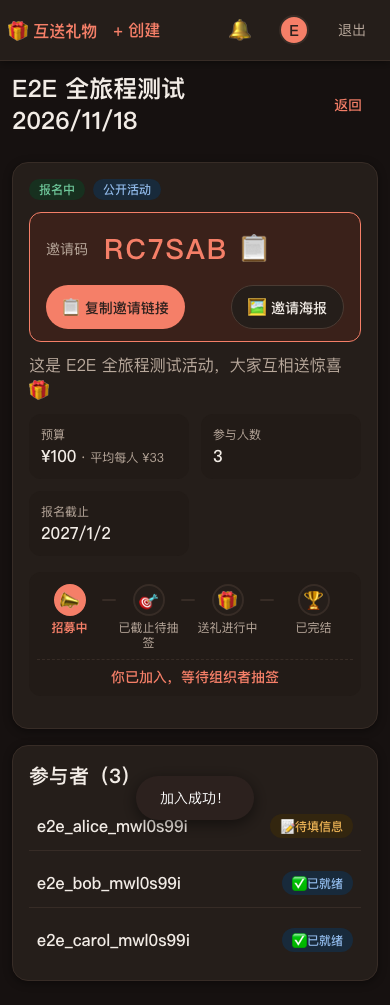 互送礼物 + 创建 E 退出
E2E 全旅程测试
2026/11/18
返回
报名中 公开活动
邀请码 RC7SAB
复制邀请链接 邀请海报
这是 E2E 全旅程测试活动，大家互相送惊喜
预算
¥100 · 平均每人 ¥33
参与人数
3
报名截止
2027/1/2
招募中
已截止待抽
签
送礼进行中
已完结
你已加入，等待组织者抽签
参与者（3）
加入成功！
e2e_alice_mwl0s99i 待填信息
e2e_bob_mwl0s99i 已就绪
e2e_carol_mwl0s99i 已就绪